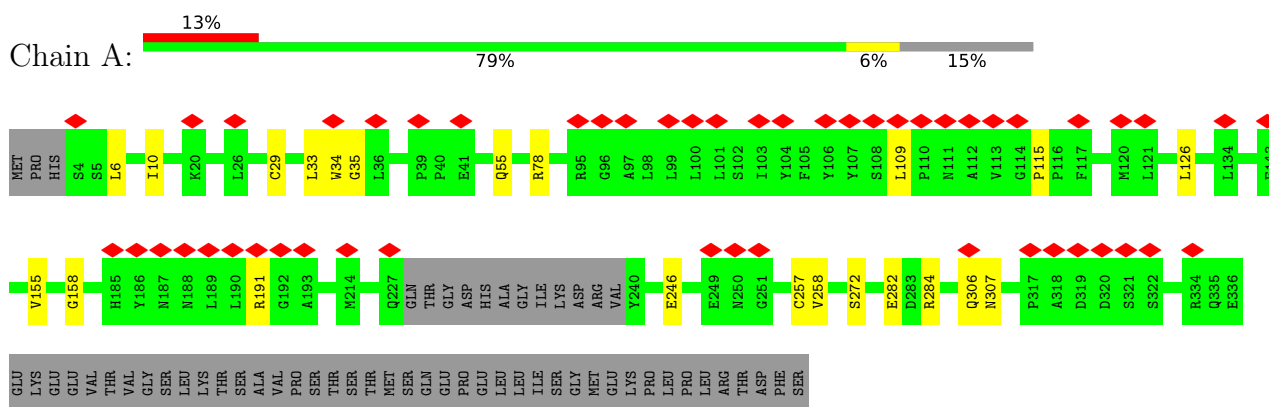 13%
Chain A:
79%
6%
15%
MET PRO HIS S4 S5 L6 I10 K20 L26 C29 L33 W34 G35 L36 P39 P40 E41 Q55 R78 R95 G96 A97 L98 L99 L100 L101 S102 I103 Y104 F105 Y106 Y107 S108 L109 P110 N111 A112 V113 G114 P115 P116 F117 M120 L121 L126 L134
V155 G158 H185 Y186 N187 N188 L189 L190 R191 G192 A193 M214 Q227 GLN THR GLY ASP HIS ALA GLY ILE LYS ASP ARG VAL Y240 E246 E249 N250 G251 C257 V258 S272 E282 D283 R284 Q306 N307 P317 A318 D319 D320 S321 S322 R334 Q335 E336
GLU LYS GLU GLU VAL THR VAL GLY SER LEU LYS THR SER ALA VAL PRO SER THR SER THR MET SER GLN GLU PRO GLU LEU LEU ILE SER GLY MET GLU LYS PRO LEU PRO LEU ARG THR ASP PHE SER